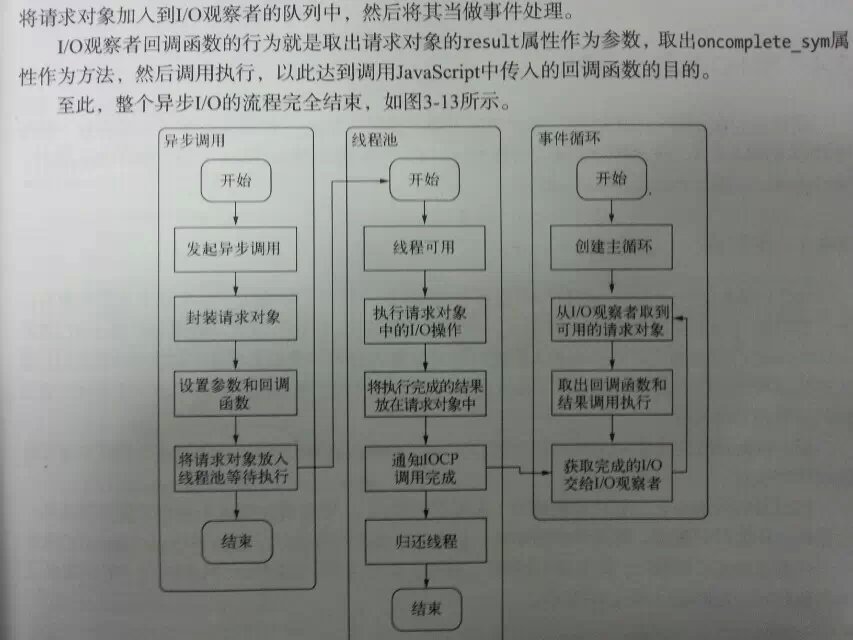 将请求对象加入到I/O观察者的队列中，然后将其当做事件处理。
I/O观察者回调函数的行为就是取出请求对象的result属性作为参数，取出oncomplete_sym属
性作为方法，然后调用执行，以此达到调用JavaScript中传入的回调函数的目的。
至此，整个异步I/O的流程完全结束，如图3-13所示。
异步调用
开始
发起异步调用
封装请求对象
设置参数和回调
函数
将请求对象放入
线程池等待执行
结束
线程池
开始
线程可用
执行请求对象
中的I/O操作
将执行完成的结果
放在请求对象中
通知IOCP
调用完成
归还线程
结束
事件循环
开始
创建主循环
从I/O观察者取到
可用的请求对象
取出回调函数和
结果调用执行
获取完成的I/O
交给I/O观察者